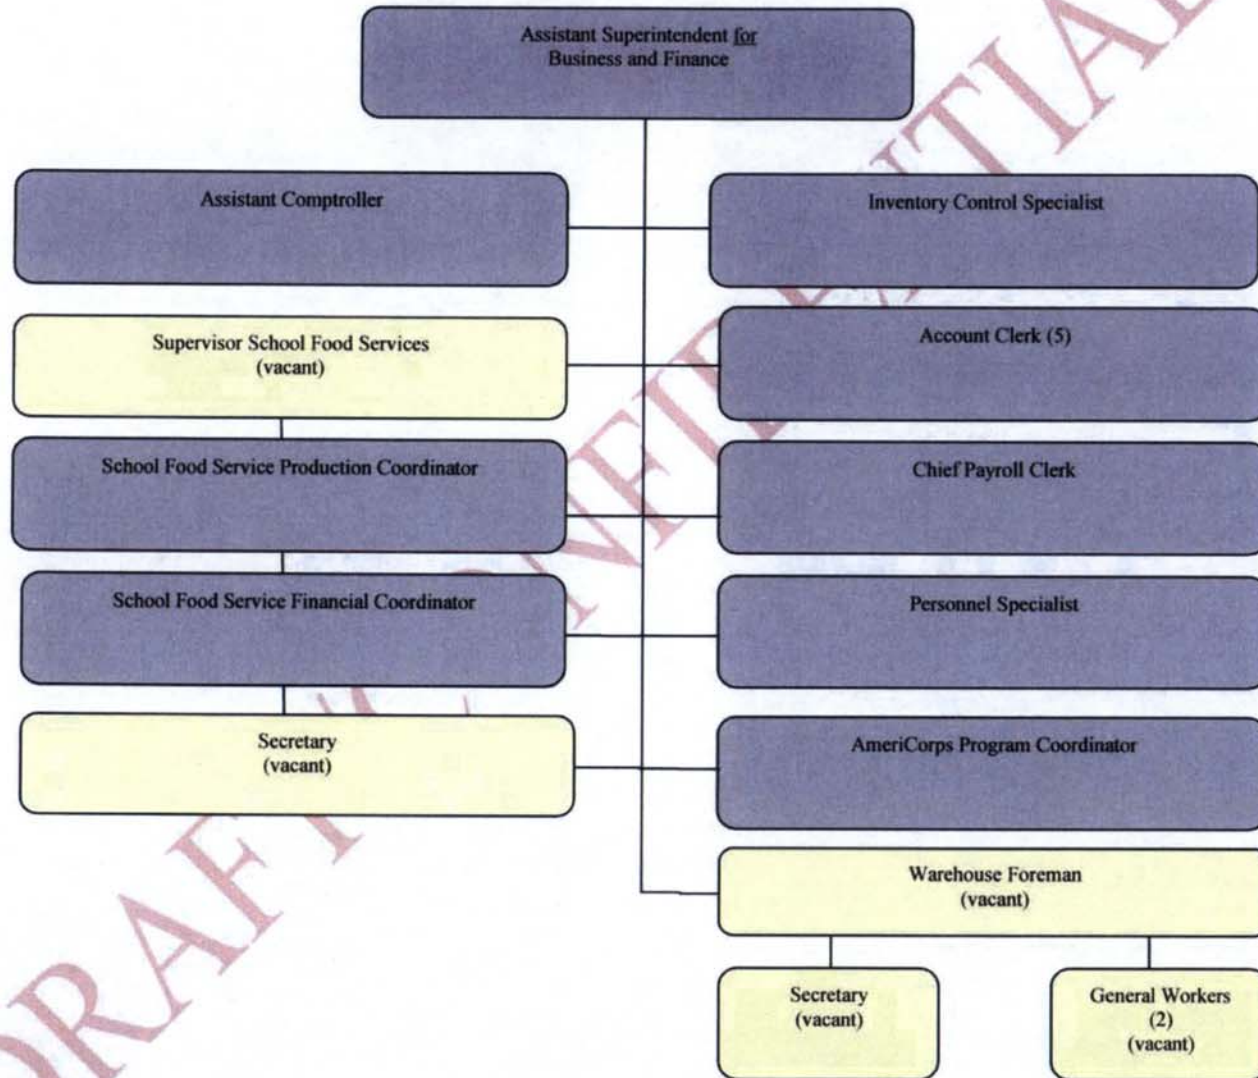 Assistant Superintendent for
Business and Finance
Assistant Comptroller
Inventory Control Specialist
Supervisor School Food Services
(vacant)
Account Clerk (5)
School Food Service Production Coordinator
Chief Payroll Clerk
School Food Service Financial Coordinator
Personnel Specialist
Secretary
(vacant)
AmeriCorps Program Coordinator
Warehouse Foreman
(vacant)
Secretary
(vacant)
General Workers
(2)
(vacant)
DRAFT